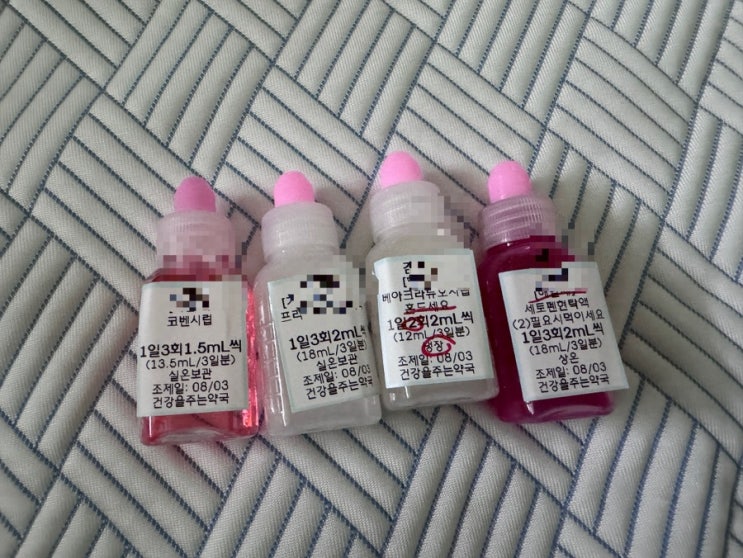 코벤시럽
1일3회1.5mL씩
(13.5mL/3일분)
실온보관
조제일: 08/03
건강을주는약국
프리
1일3회2mL씩
(18mL/3일분)
실온보관
조제일: 08/03
건강을주는약국
흔드세요
1일2회2mL씩
(12mL/3일분)
냉장
조제일: 08/03
건강을주는약국
세토펜현탁액
(2)필요시먹이세요
1일3회2mL씩
(18mL/3일분)
상온
조제일: 08/03
건강을주는약국